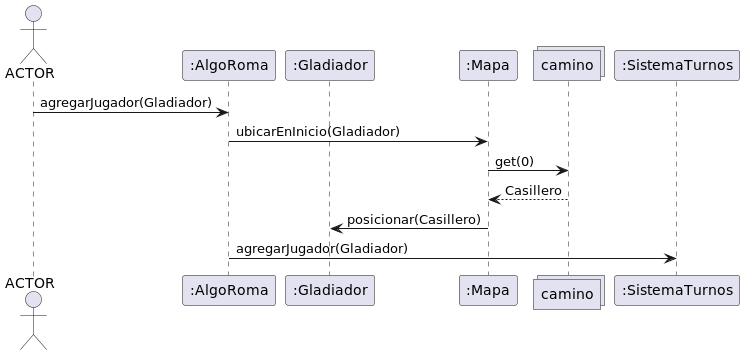 ACTOR
:AlgoRoma
:Gladiador
:Mapa
camino
:SistemaTurnos
agregarJugador(Gladiador)
ubicarEnInicio(Gladiador)
get(0)
Casillero
posicionar(Casillero)
agregarJugador(Gladiador)
ACTOR
:AlgoRoma
:Gladiador
:Mapa
camino
:SistemaTurnos